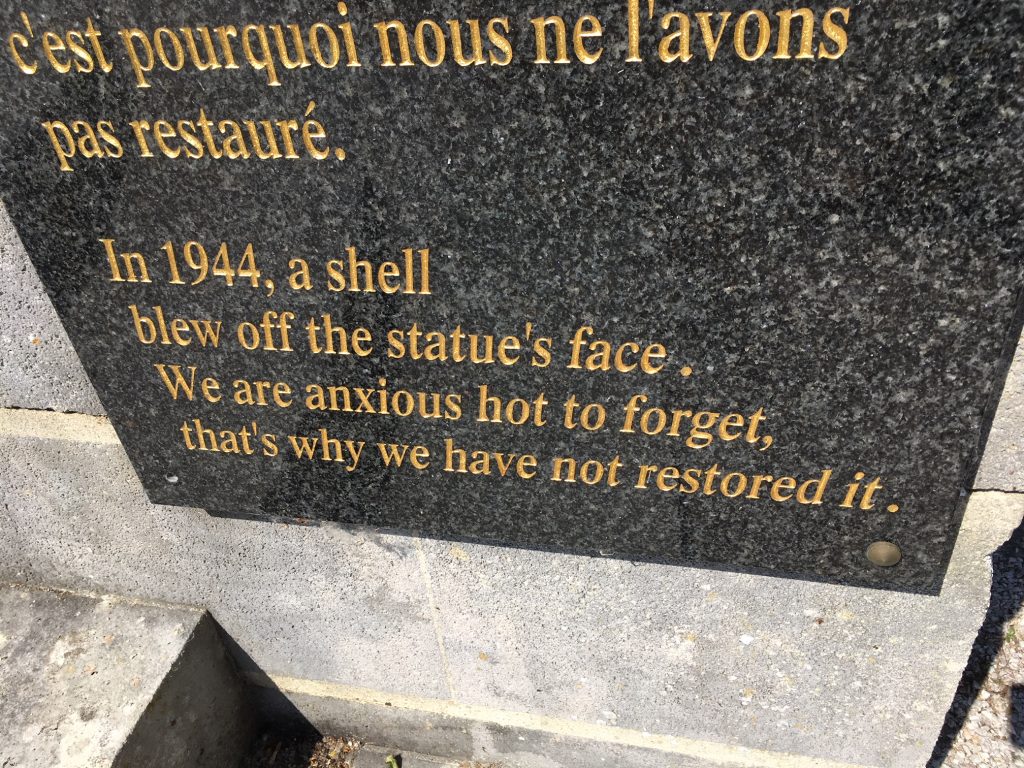 c'est pourquoi nous ne l'avons
pas restauré.
In 1944, a shell
blew off the statue's face .
We are anxious hot to forget,
that's why we have not restored it .